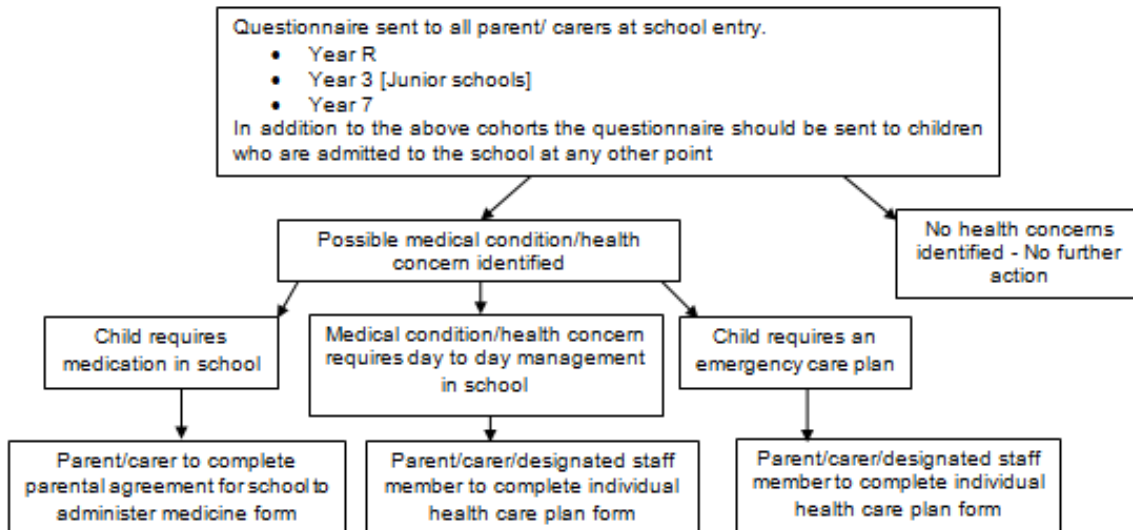 Questionnaire sent to all parent/ carers at school entry.
• Year R
• Year 3 [Junior schools]
• Year 7
In addition to the above cohorts the questionnaire should be sent to children
who are admitted to the school at any other point
Possible medical condition/health
concern identified
No health concerns
identified - No further
action
Child requires
medication in school
Medical condition/health concern
requires day to day management
in school
Child requires an
emergency care plan
Parent/carer to complete
parental agreement for school to
administer medicine form
Parent/carer/designated staff
member to complete individual
health care plan form
Parent/carer/designated staff
member to complete individual
health care plan form